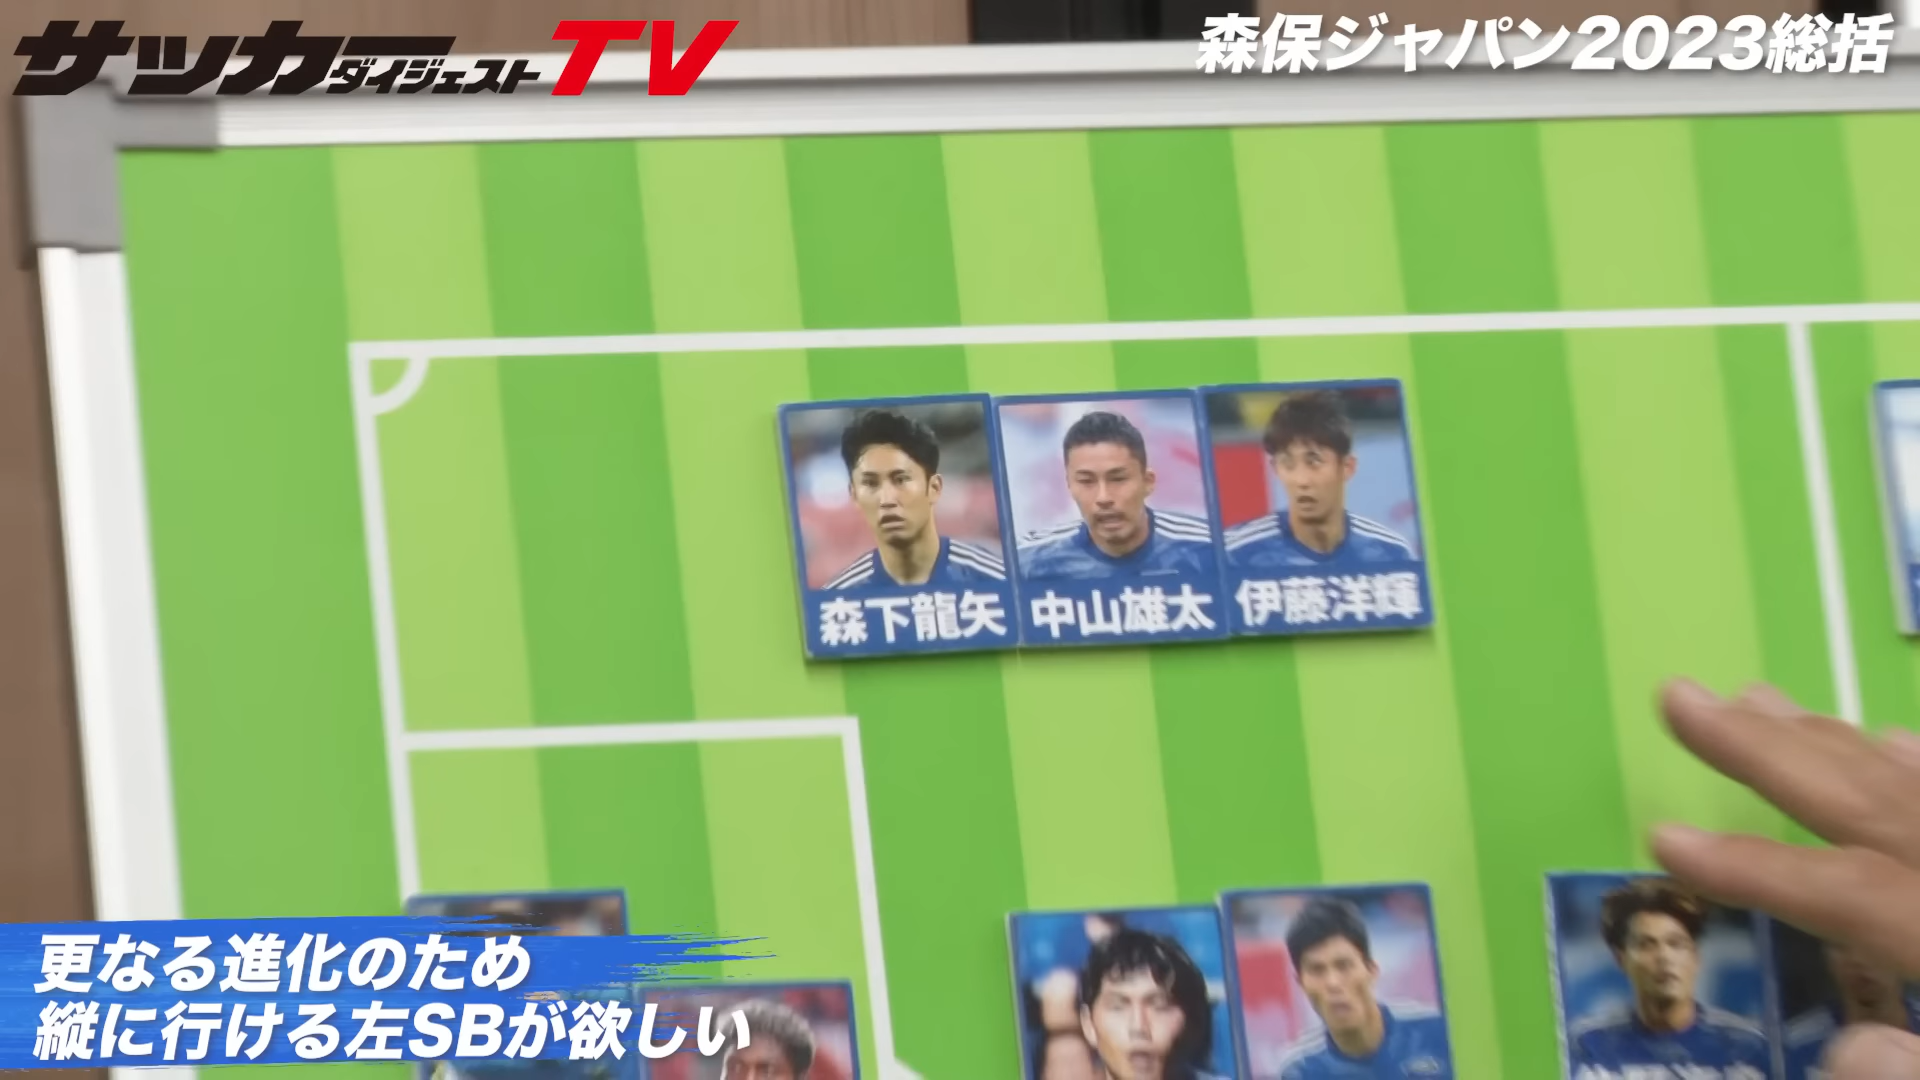 サッカーダイジェストTV
森保ジャパン2023総括
森下龍矢
中山雄太
伊藤洋輝
更なる進化のため
縦に行ける左SBが欲しい